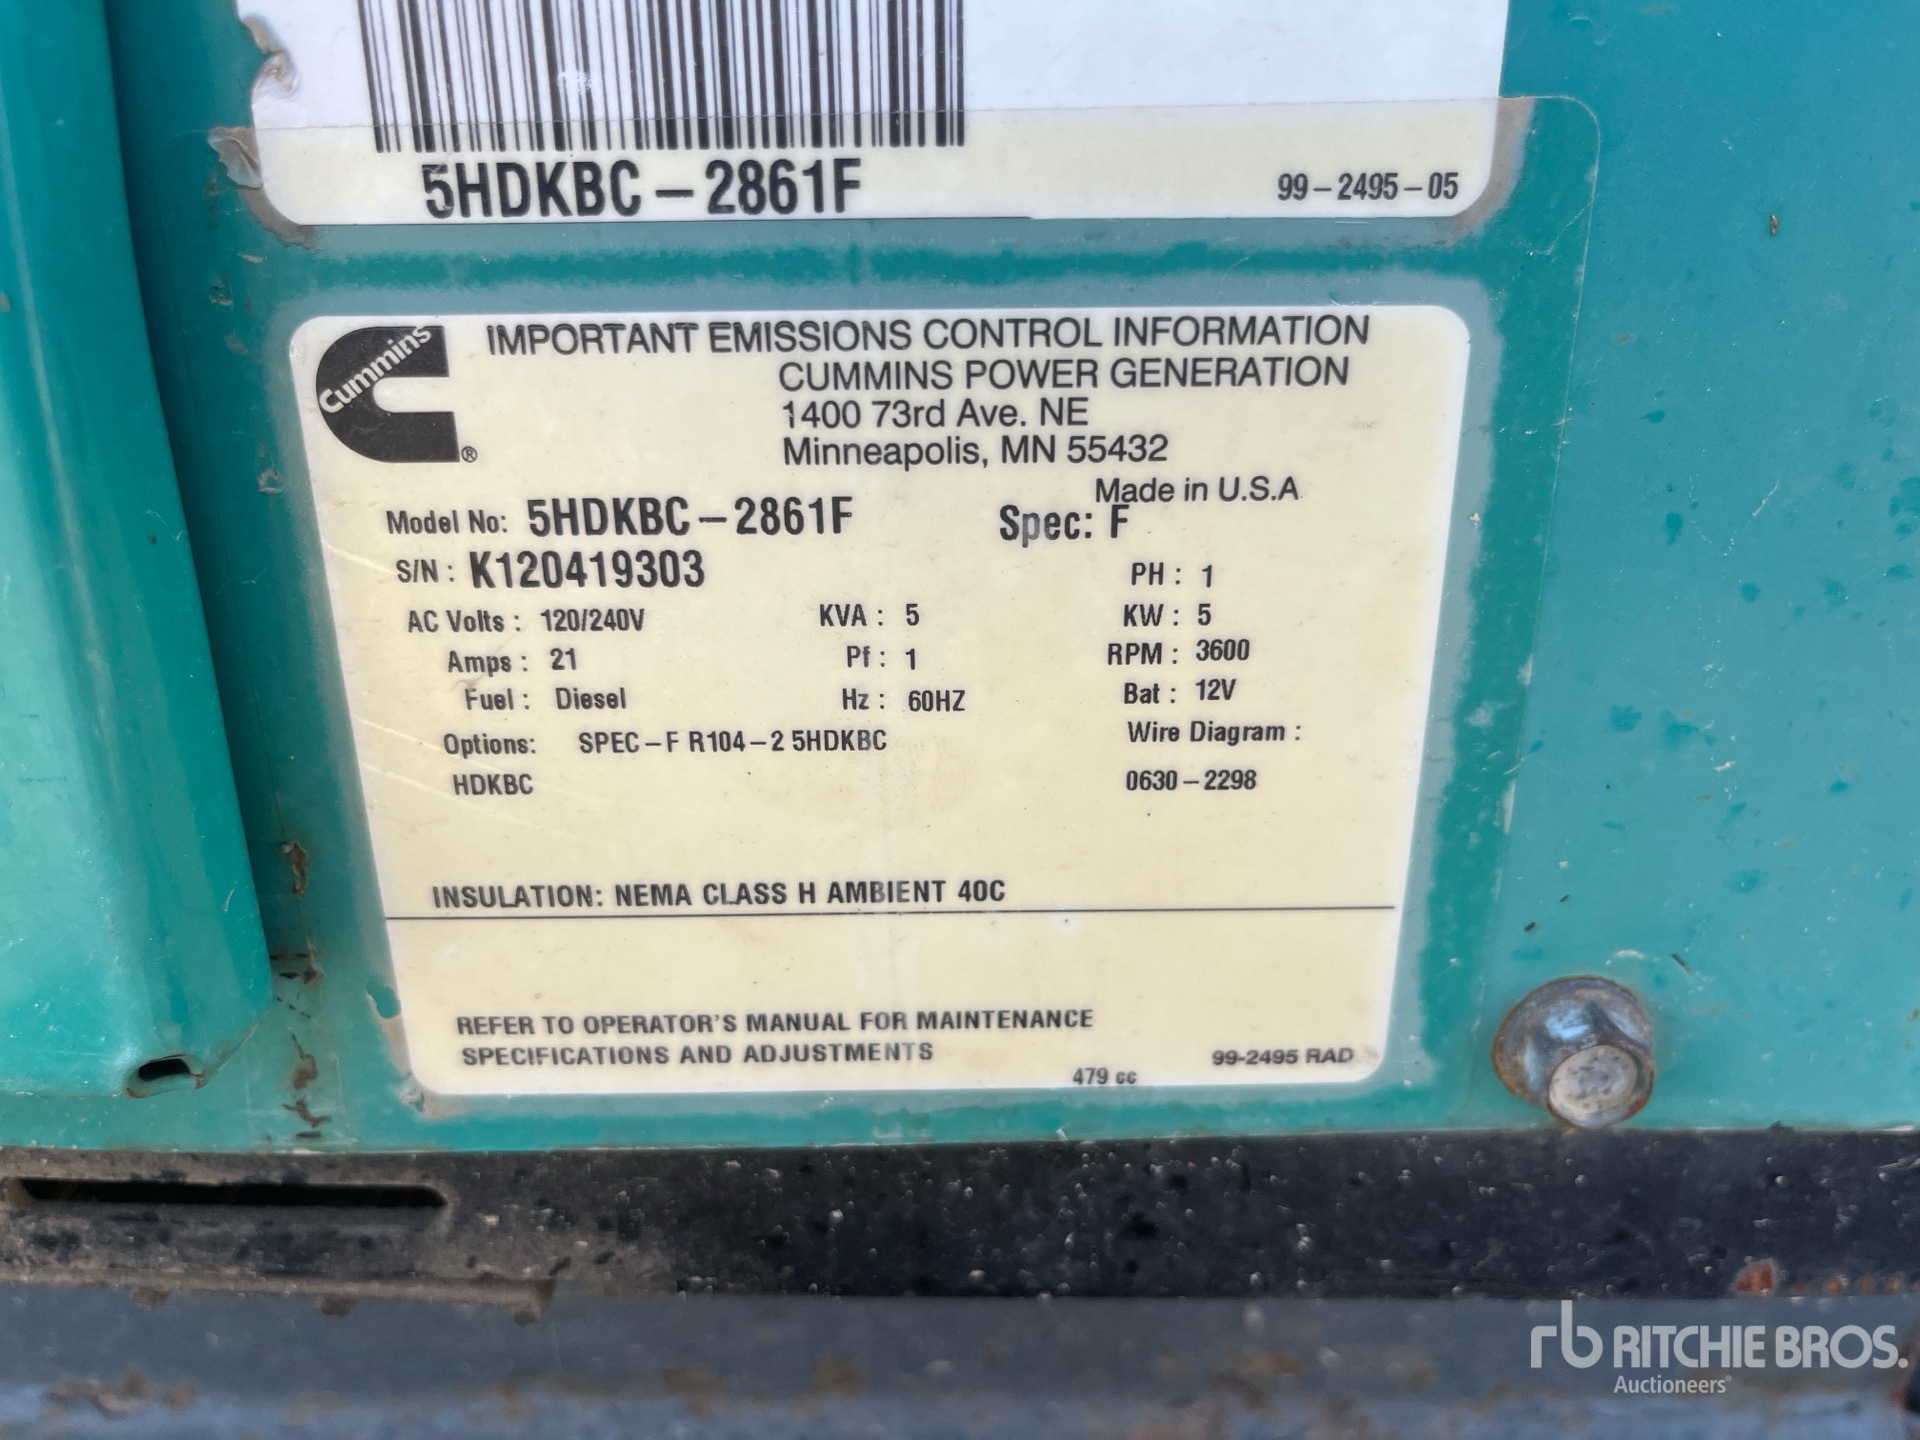 5HDKBC-2861F 99-2495-05
Cummins ®
IMPORTANT EMISSIONS CONTROL INFORMATION
CUMMINS POWER GENERATION
1400 73rd Ave. NE
Minneapolis, MN 55432
Made in U.S.A
Model No: 5HDKBC-2861F Spec: F
S/N : K120419303 PH : 1
AC Volts : 120/240V KVA : 5 KW : 5
Amps : 21 Pf : 1 RPM : 3600
Fuel : Diesel Hz : 60HZ Bat : 12V
Options: SPEC-F R104-2 5HDKBC Wire Diagram :
HDKBC 0630-2298
INSULATION: NEMA CLASS H AMBIENT 40C
REFER TO OPERATOR'S MANUAL FOR MAINTENANCE
SPECIFICATIONS AND ADJUSTMENTS 99-2495 RAD
479 cc
rb RITCHIE BROS.
Auctioneers